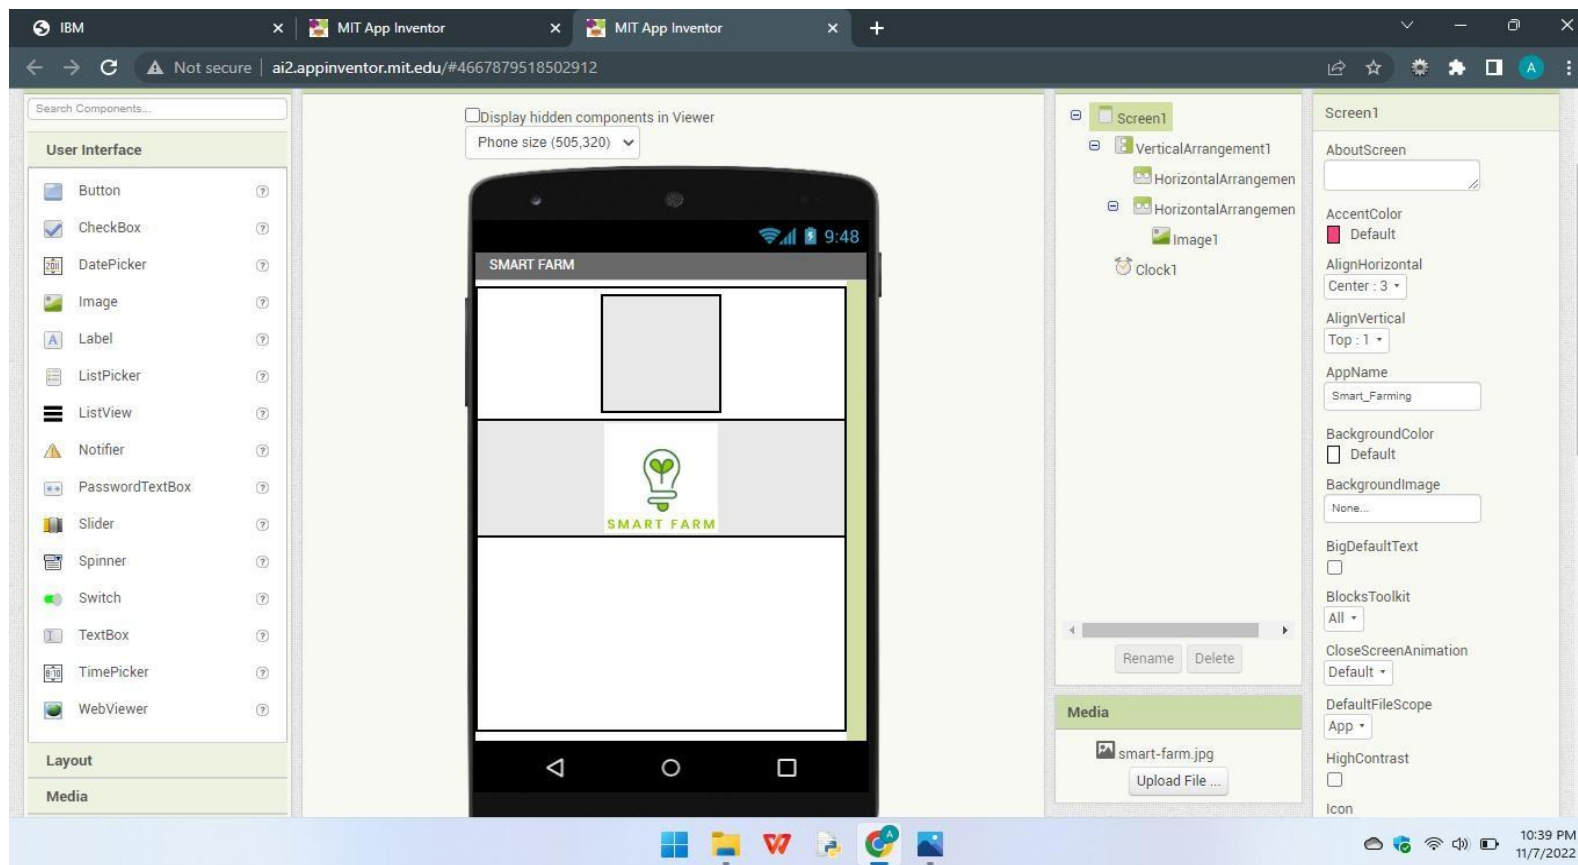 IBM
MIT App Inventor
MIT App Inventor
Not secure | ai2.appinventor.mit.edu/#4667879518502912
A
Search Components...
User Interface
Button
CheckBox
DatePicker
Image
Label
ListPicker
ListView
Notifier
PasswordTextBox
Slider
Spinner
Switch
TextBox
TimePicker
WebViewer
Layout
Media
Display hidden components in Viewer
Phone size (505,320)
9:48
SMART FARM
SMART FARM
Screen1
VerticalArrangement1
HorizontalArrangemen
HorizontalArrangemen
Image1
Clock1
Rename Delete
Media
smart-farm.jpg
Upload File ...
Screen1
AboutScreen
AccentColor
Default
AlignHorizontal
Center : 3
AlignVertical
Top : 1
AppName
Smart_Farming
BackgroundColor
Default
BackgroundImage
None...
BigDefaultText
BlocksToolkit
All
CloseScreenAnimation
Default
DefaultFileScope
App
HighContrast
Icon
10:39 PM
11/7/2022